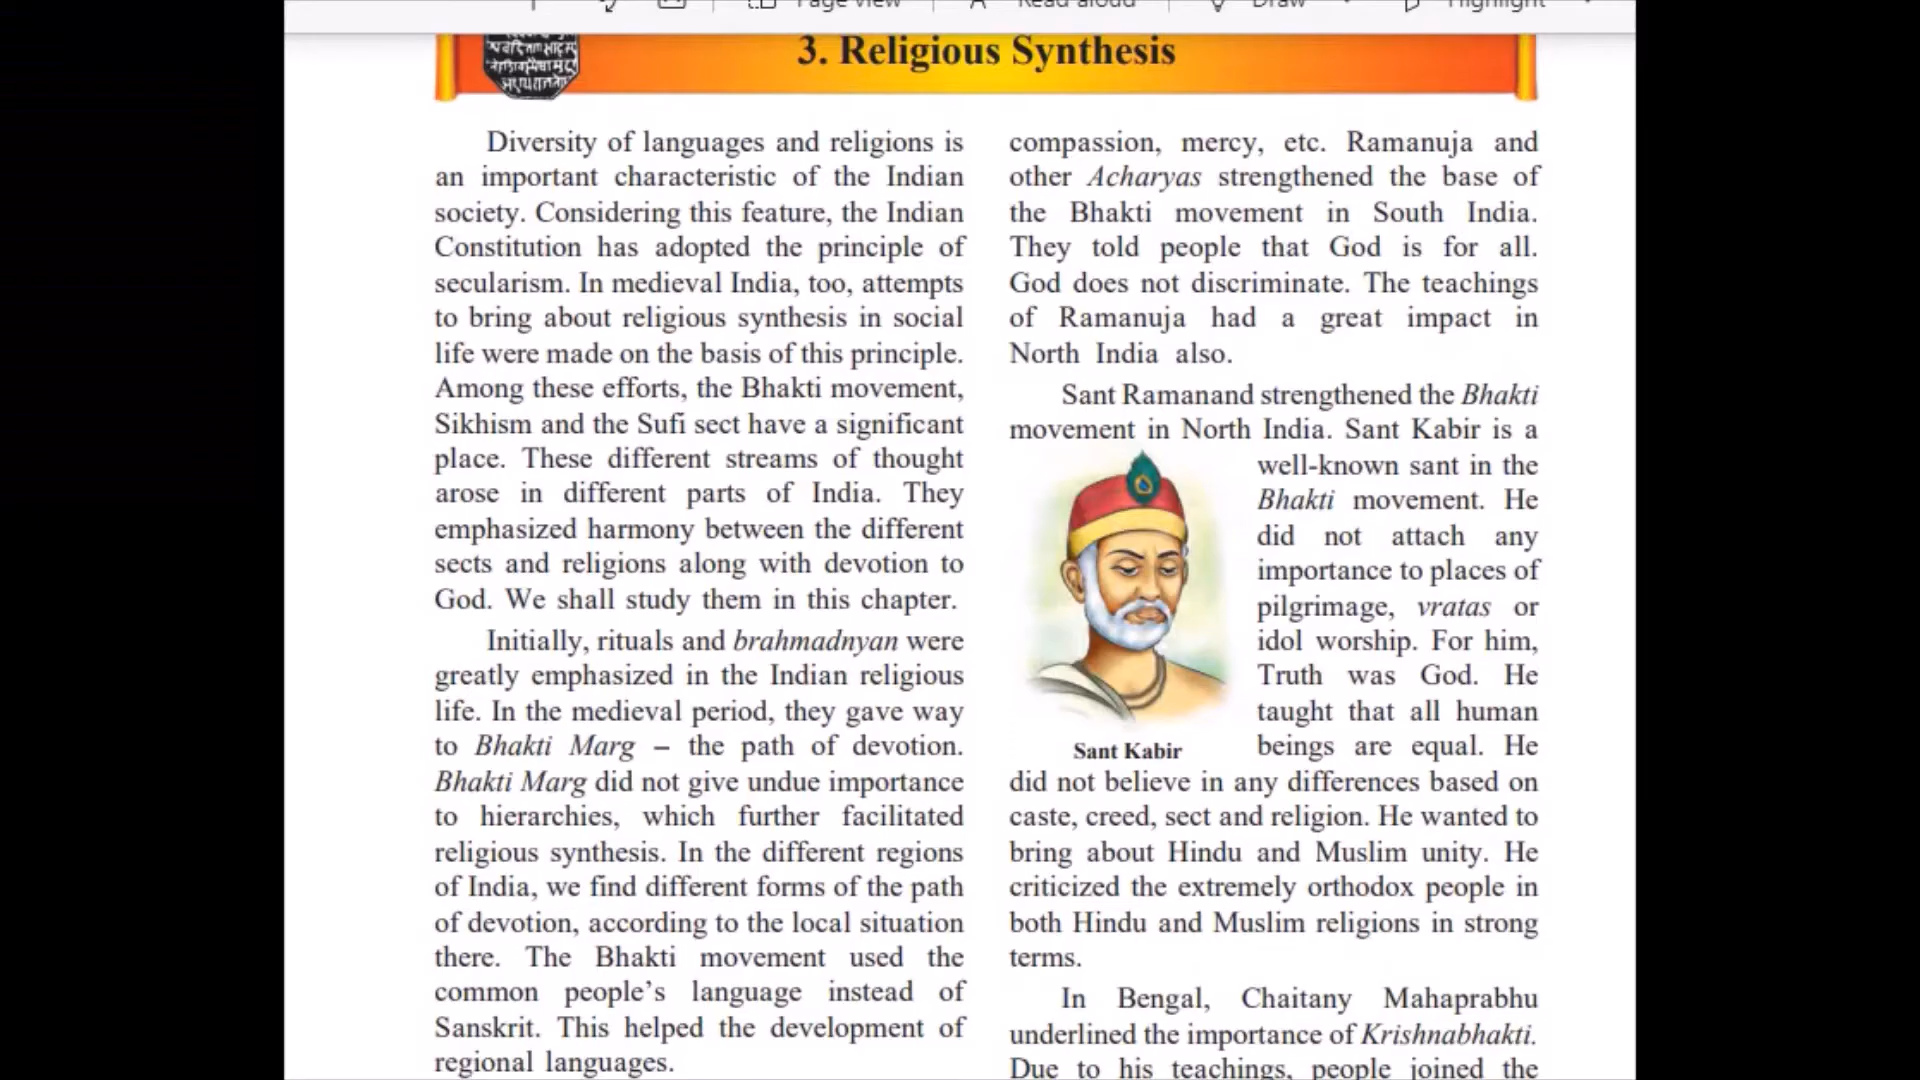 Page view
Read aloud
Draw
Highlight
3. Religious Synthesis
Diversity of languages and religions is
an important characteristic of the Indian
society. Considering this feature, the Indian
Constitution has adopted the principle of
secularism. In medieval India, too, attempts
to bring about religious synthesis in social
life were made on the basis of this principle.
Among these efforts, the Bhakti movement,
Sikhism and the Sufi sect have a significant
place. These different streams of thought
arose in different parts of India. They
emphasized harmony between the different
sects and religions along with devotion to
God. We shall study them in this chapter.
Initially, rituals and brahmadnyan were
greatly emphasized in the Indian religious
life. In the medieval period, they gave way
to Bhakti Marg – the path of devotion.
Bhakti Marg did not give undue importance
to hierarchies, which further facilitated
religious synthesis. In the different regions
of India, we find different forms of the path
of devotion, according to the local situation
there. The Bhakti movement used the
common people’s language instead of
Sanskrit. This helped the development of
regional languages.
compassion, mercy, etc. Ramanuja and
other Acharyas strengthened the base of
the Bhakti movement in South India.
They told people that God is for all.
God does not discriminate. The teachings
of Ramanuja had a great impact in
North India also.
Sant Ramanand strengthened the Bhakti
movement in North India. Sant Kabir is a
well-known sant in the
Bhakti movement. He
did not attach any
importance to places of
pilgrimage, vratas or
idol worship. For him,
Truth was God. He
taught that all human
beings are equal. He
Sant Kabir
did not believe in any differences based on
caste, creed, sect and religion. He wanted to
bring about Hindu and Muslim unity. He
criticized the extremely orthodox people in
both Hindu and Muslim religions in strong
terms.
In Bengal, Chaitany Mahaprabhu
underlined the importance of Krishnabhakti.
Due to his teachings, people joined the